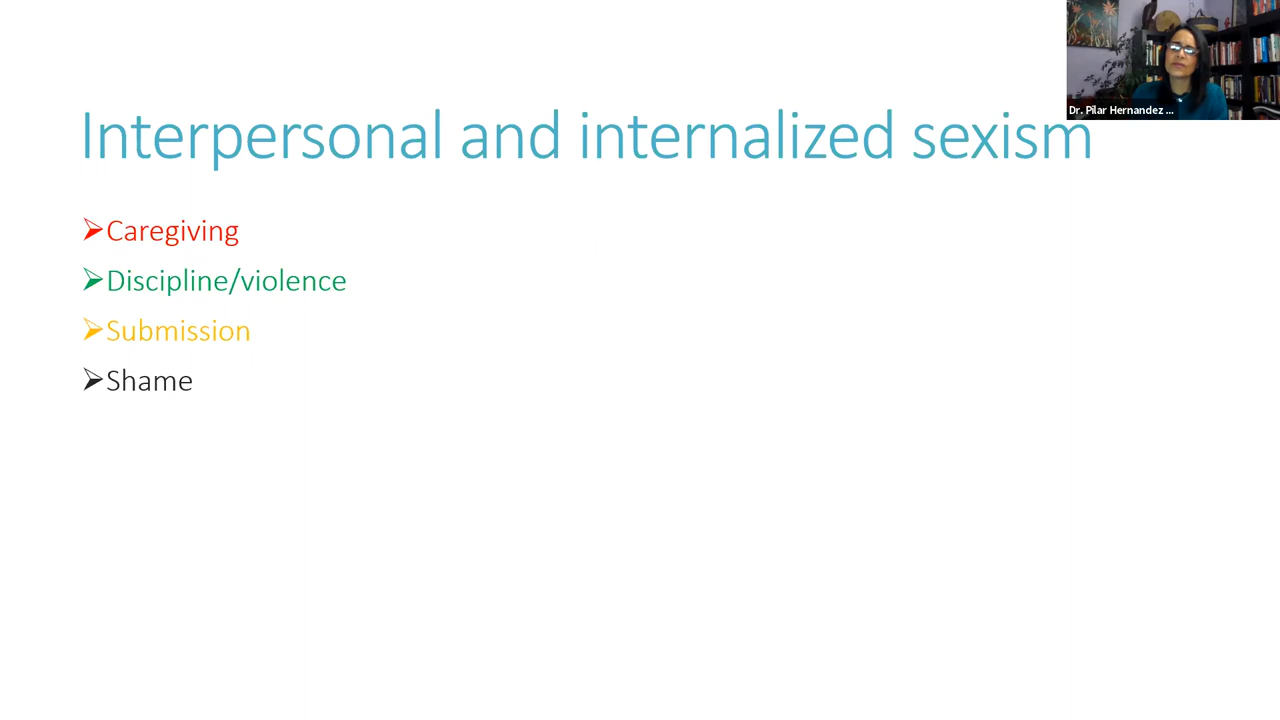 Dr. Pilar Hernandez ...
Interpersonal and internalized sexism
➢Caregiving
➢Discipline/violence
➢Submission
➢Shame